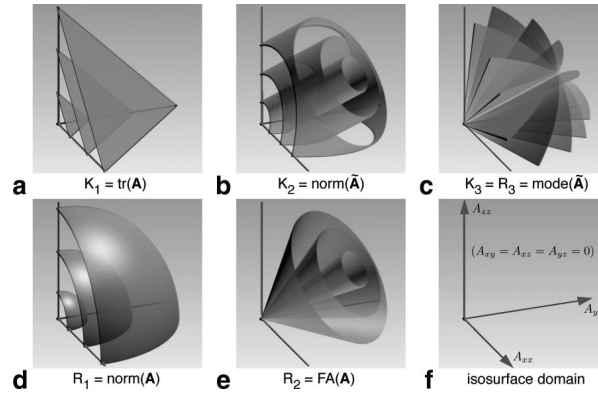 a
K₁ = tr(A)
b
K₂ = norm(Ã)
c
K₃ = R₃ = mode(Ã)
d
R₁ = norm(A)
e
R₂ = FA(A)
A_zz
(A_xy = A_xz = A_yz = 0)
A_y
A_xx
f
isosurface domain